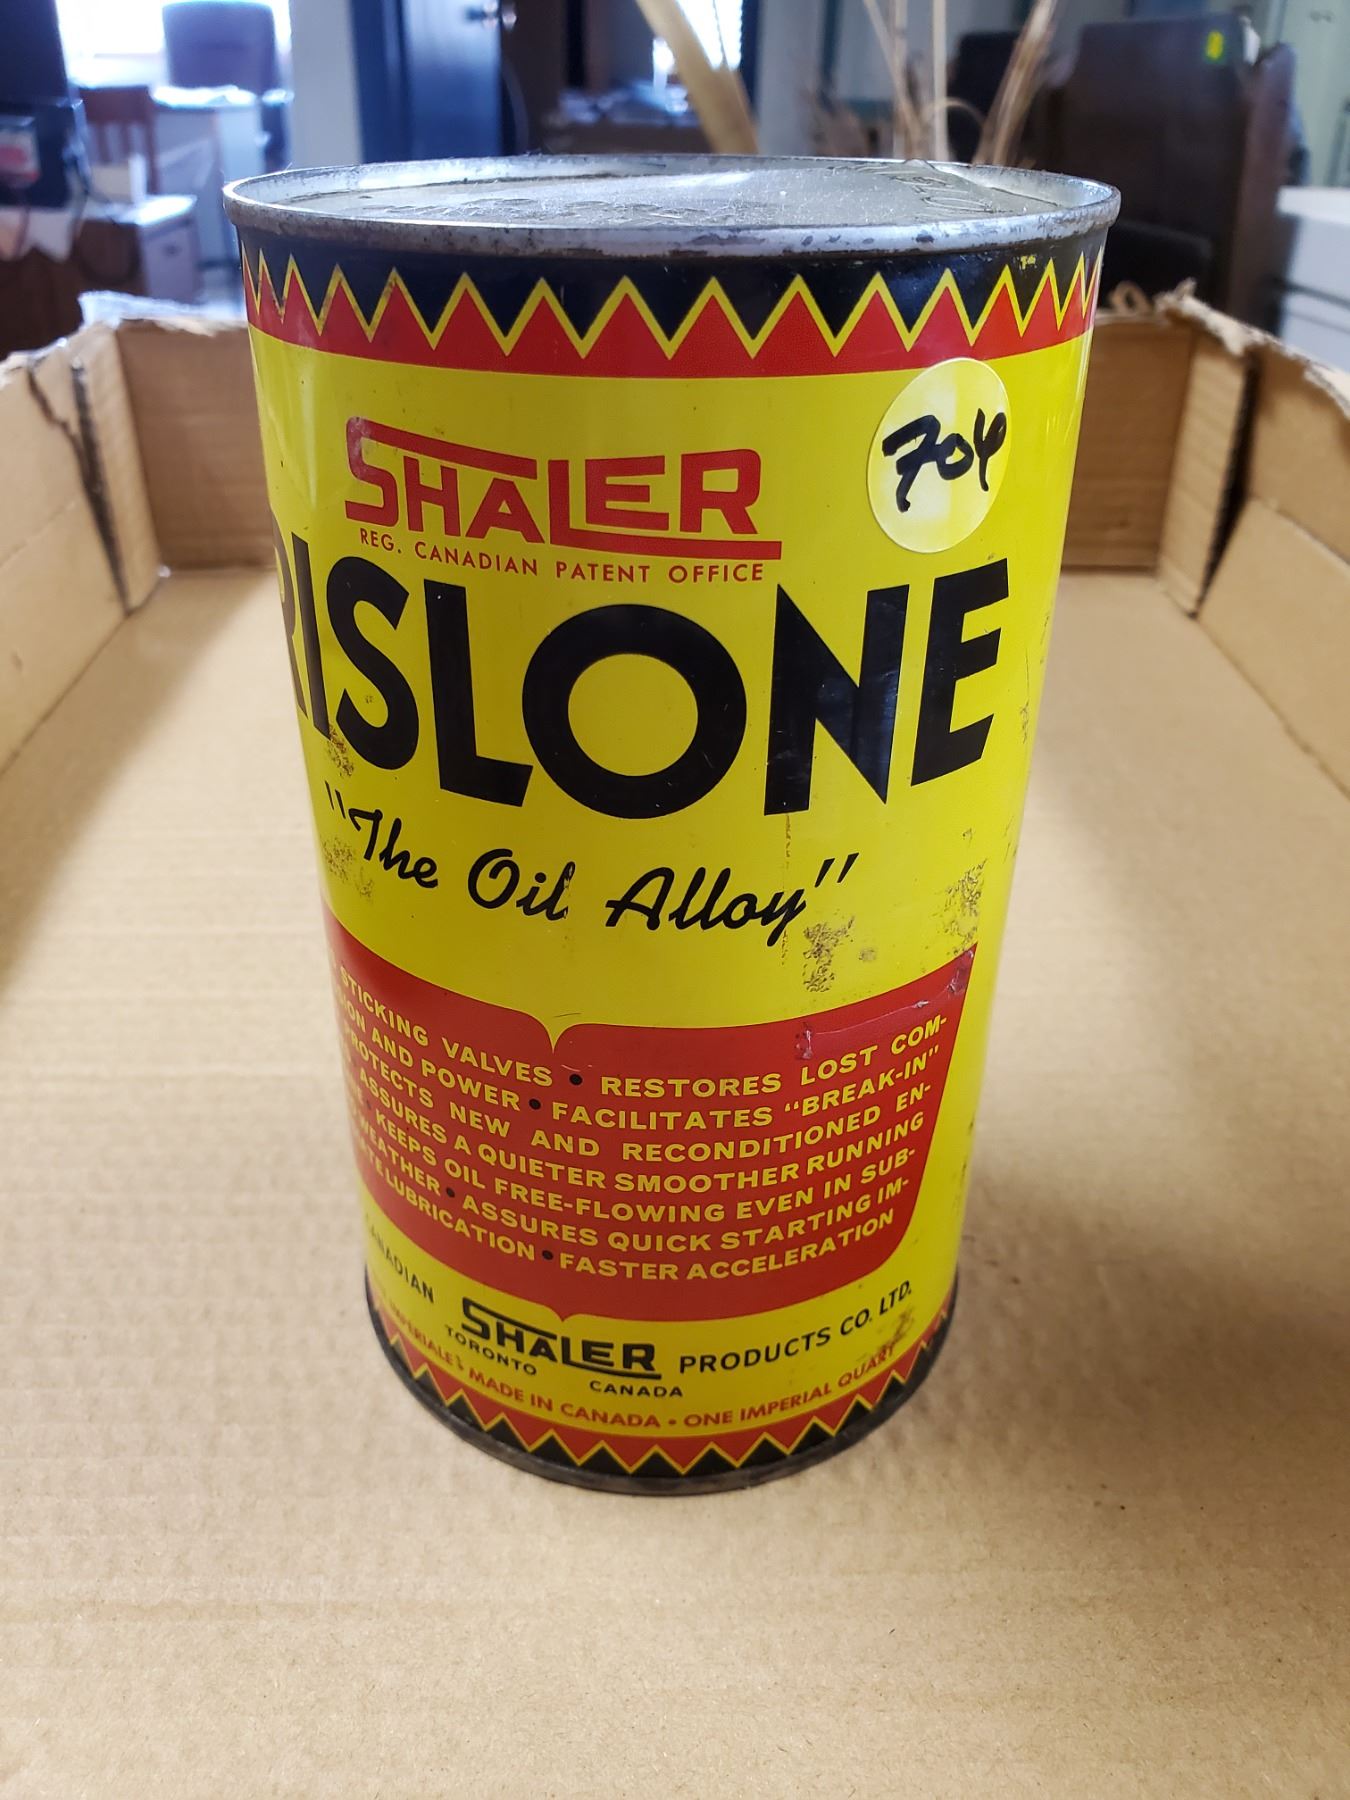 704
SHALER
REG. CANADIAN PATENT OFFICE
RISLONE
"The Oil Alloy"
STICKING VALVES • RESTORES LOST COM-
SION AND POWER • FACILITATES "BREAK-IN"
PROTECTS NEW AND RECONDITIONED EN-
ASSURES A QUIETER SMOOTHER RUNNING
• KEEPS OIL FREE-FLOWING EVEN IN SUB-
WEATHER • ASSURES QUICK STARTING IM-
TE LUBRICATION • FASTER ACCELERATION
CANADIAN SHALER PRODUCTS CO. LTD.
TORONTO CANADA
IMPERIALE • MADE IN CANADA • ONE IMPERIAL QUART